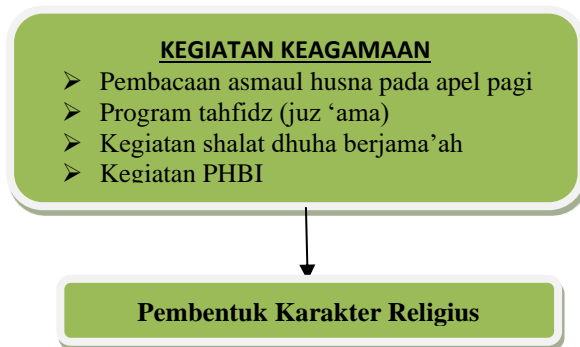 KEGIATAN KEAGAMAAN
➢ Pembacaan asmaul husna pada apel pagi
➢ Program tahfidz (juz ‘ama)
➢ Kegiatan shalat dhuha berjama’ah
➢ Kegiatan PHBI
Pembentuk Karakter Religius